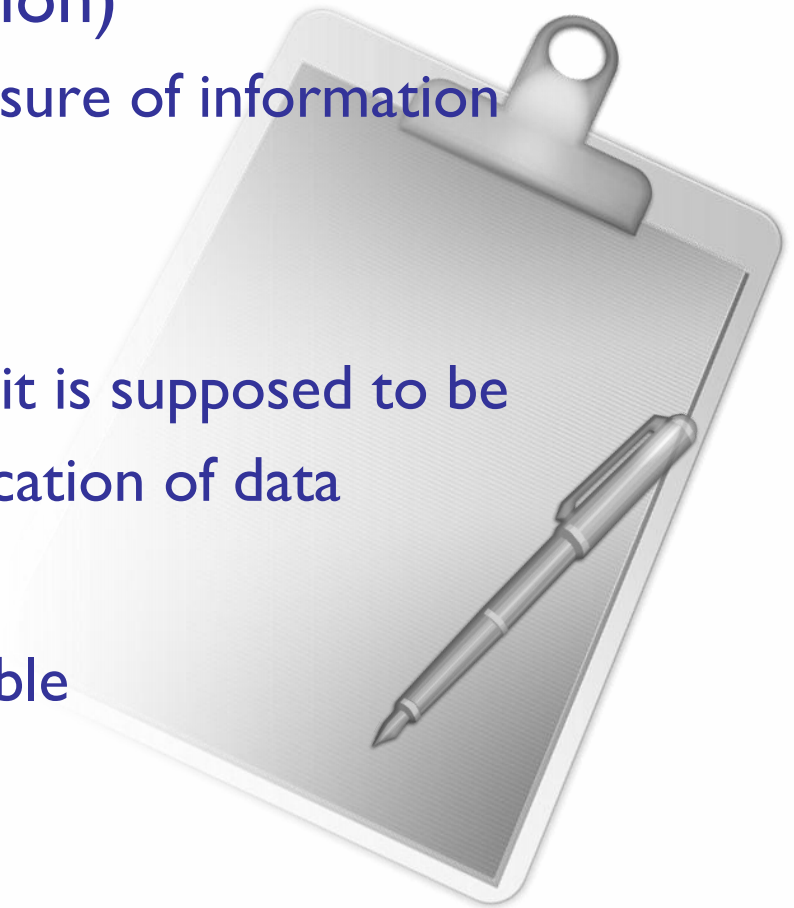 ion)
sure of information
it is supposed to be
cation of data
ble